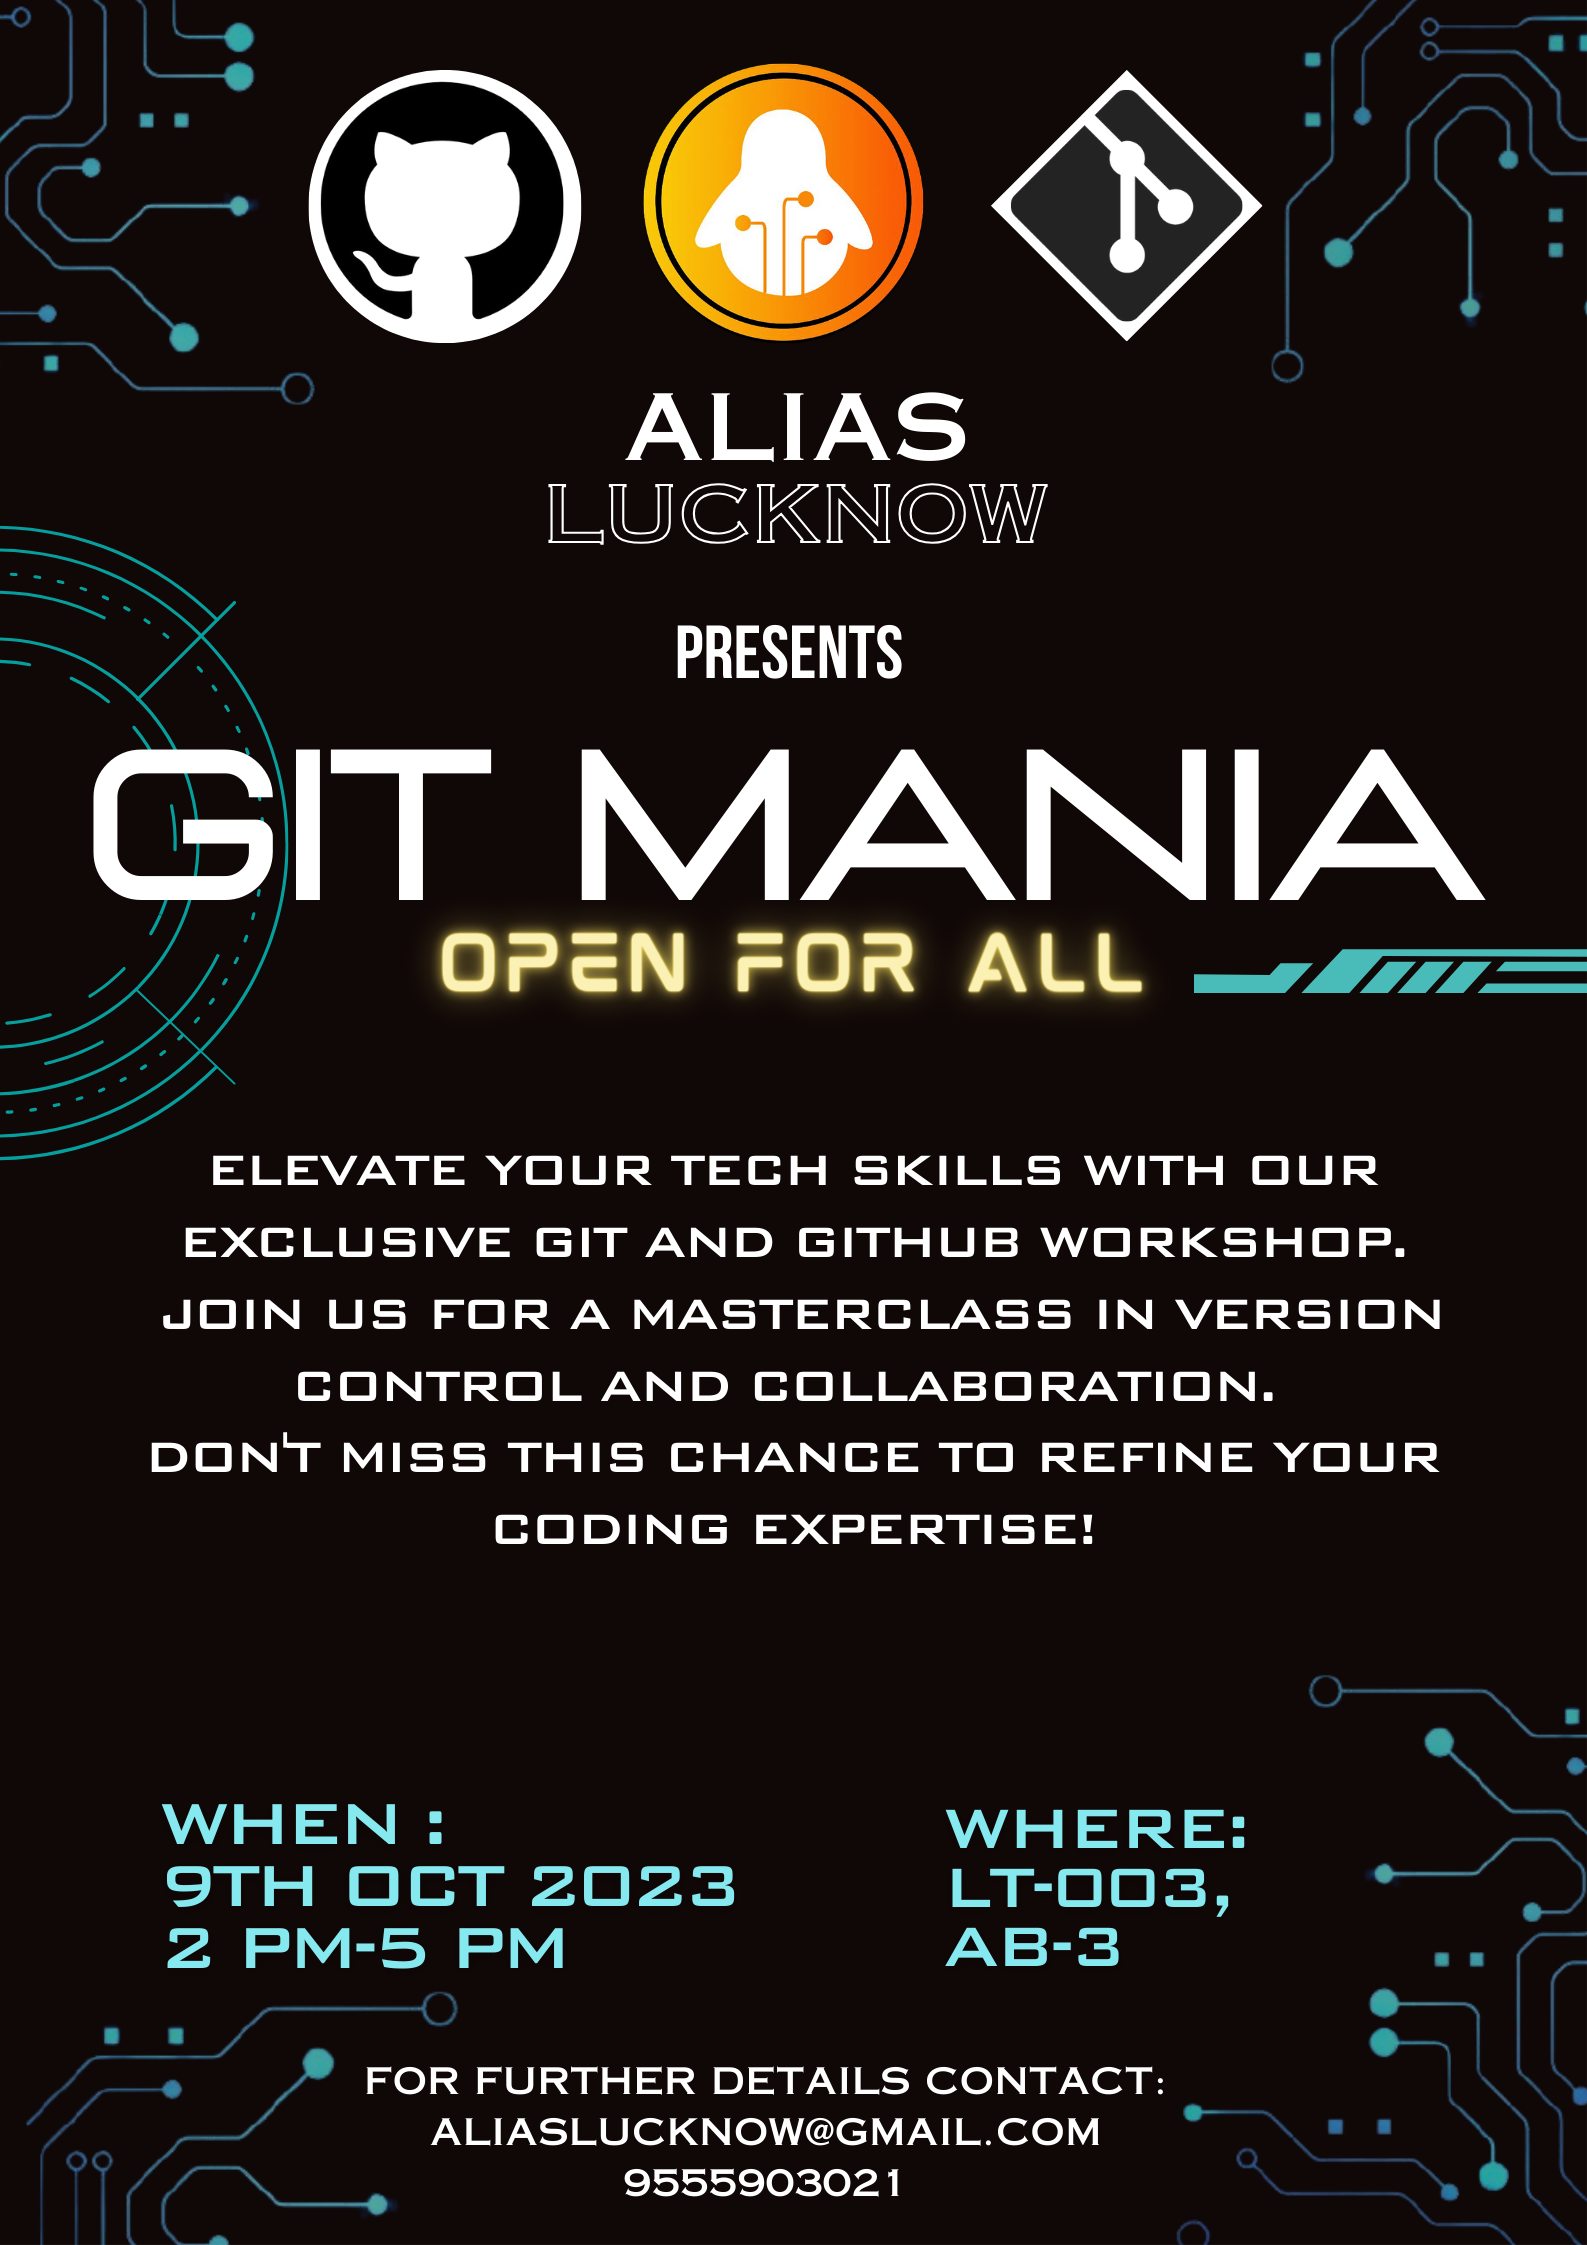 ALIAS
LUCKNOW
PRESENTS
GIT MANIA
OPEN FOR ALL
ELEVATE YOUR TECH SKILLS WITH OUR
EXCLUSIVE GIT AND GITHUB WORKSHOP.
JOIN US FOR A MASTERCLASS IN VERSION
CONTROL AND COLLABORATION.
DON'T MISS THIS CHANCE TO REFINE YOUR
CODING EXPERTISE!
WHEN :
9TH OCT 2023
2 PM-5 PM
WHERE:
LT-003,
AB-3
FOR FURTHER DETAILS CONTACT:
ALIASLUCKNOW@GMAIL.COM
9555903021